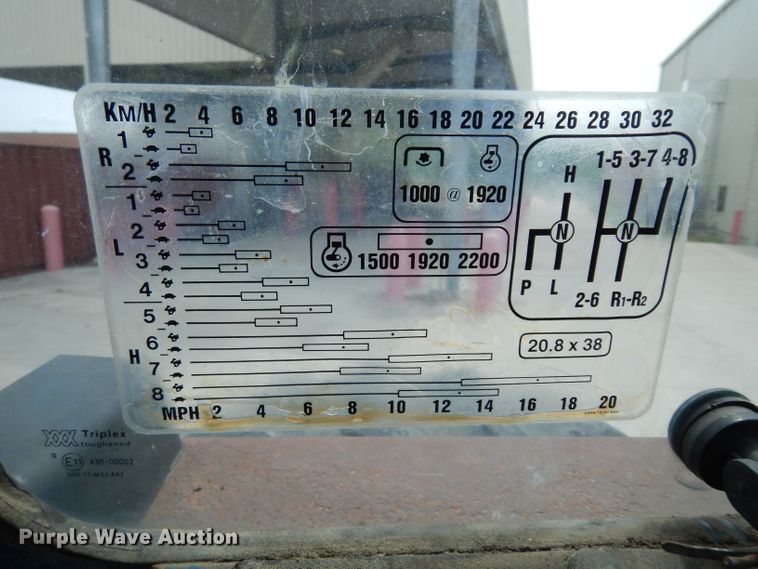 KM/H 2 4 6 8 10 12 14 16 18 20 22 24 26 28 30 32
1
R
2
1
2
L
3
4
5
6
H
7
8
MPH 2 4 6 8 10 12 14 16 18 20
1000 @ 1920
1500 1920 2200
1-5 3-7 4-8
H
N N
P L
2-6 R1-R2
20.8 x 38
XXX Triplex
toughened
9 E11 43R-00002
Purple Wave Auction